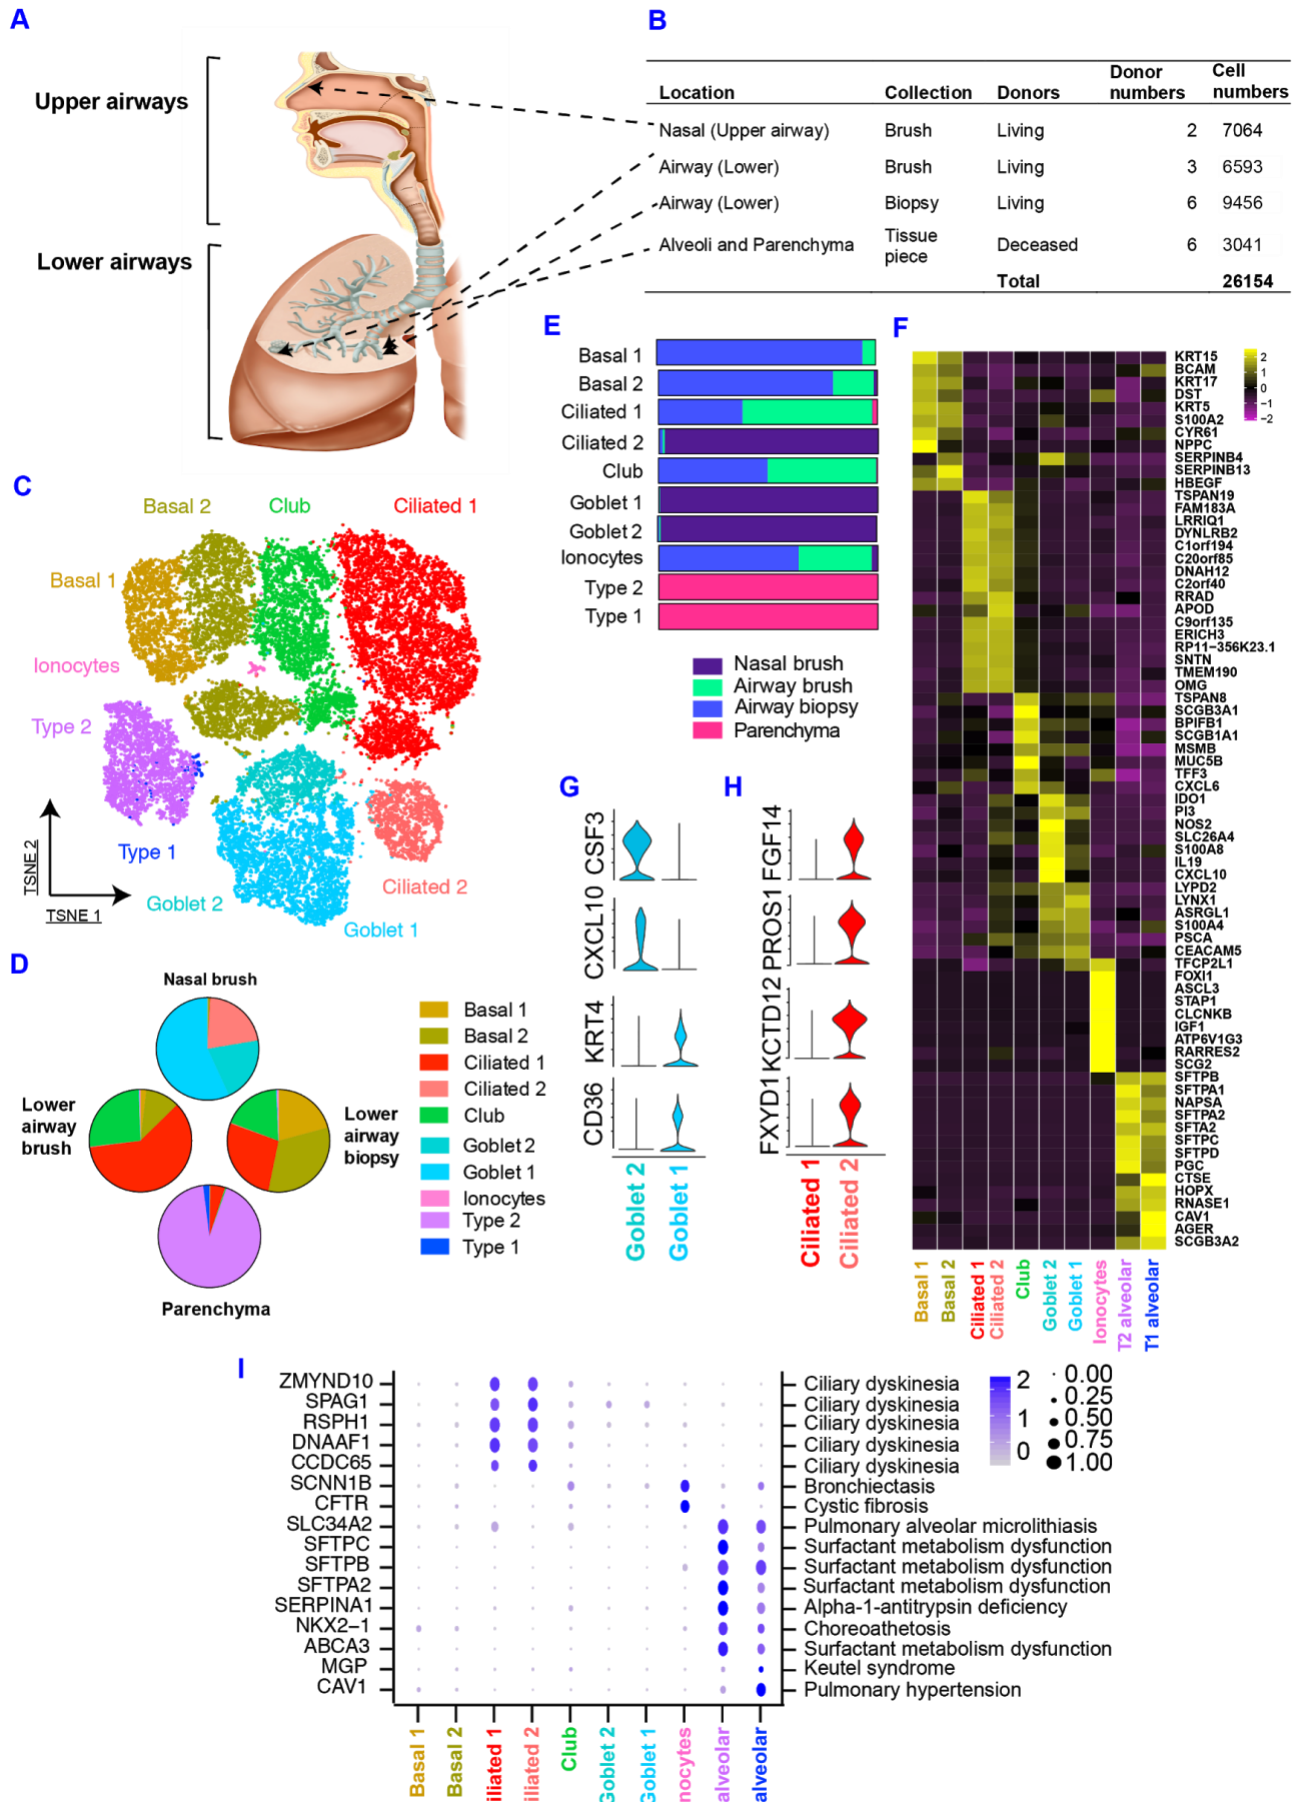 A
Upper airways
Lower airways
B
Location Collection Donors Donor numbers Cell numbers
Nasal (Upper airway) Brush Living 2 7064
Airway (Lower) Brush Living 3 6593
Airway (Lower) Biopsy Living 6 9456
Alveoli and Parenchyma Tissue piece Deceased 6 3041
Total 26154
C
Basal 2
Club
Ciliated 1
Basal 1
Ionocytes
Type 2
Type 1
Goblet 2
Goblet 1
Ciliated 2
TSNE 2
TSNE 1
D
Nasal brush
Lower airway brush
Lower airway biopsy
Parenchyma
Basal 1
Basal 2
Ciliated 1
Ciliated 2
Club
Goblet 2
Goblet 1
Ionocytes
Type 2
Type 1
E
Basal 1
Basal 2
Ciliated 1
Ciliated 2
Club
Goblet 1
Goblet 2
Ionocytes
Type 2
Type 1
Nasal brush
Airway brush
Airway biopsy
Parenchyma
F
KRT15
BCAM
KRT17
DST
KRT5
S100A2
CYR61
NPPC
SERPINB4
SERPINB13
HBEGF
TSPAN19
FAM183A
LRRIQ1
DYNLRB2
C1orf194
C20orf85
DNAH12
C2orf40
RRAD
APOD
C9orf135
ERICH3
RP11−356K23.1
SNTN
TMEM190
OMG
TSPAN8
SCGB3A1
BPIFB1
SCGB1A1
MSMB
MUC5B
TFF3
CXCL6
IDO1
PI3
NOS2
SLC26A4
S100A8
IL19
CXCL10
LYPD2
LYNX1
ASRGL1
S100A4
PSCA
CEACAM5
TFCP2L1
FOXI1
ASCL3
STAP1
CLCNKB
IGF1
ATP6V1G3
RARRES2
SCG2
SFTPB
SFTPA1
NAPSA
SFTPA2
SFTA2
SFTPC
SFTPD
PGC
CTSE
HOPX
RNASE1
CAV1
AGER
SCGB3A2
2
1
0
−1
−2
Basal 1
Basal 2
Ciliated 1
Ciliated 2
Club
Goblet 2
Goblet 1
Ionocytes
T2 alveolar
T1 alveolar
G
CSF3
CXCL10
KRT4
CD36
Goblet 2
Goblet 1
H
FGF14
PROS1
KCTD12
FXYD1
Ciliated 1
Ciliated 2
I
ZMYND10 Ciliary dyskinesia
SPAG1 Ciliary dyskinesia
RSPH1 Ciliary dyskinesia
DNAAF1 Ciliary dyskinesia
CCDC65 Ciliary dyskinesia
SCNN1B Bronchiectasis
CFTR Cystic fibrosis
SLC34A2 Pulmonary alveolar microlithiasis
SFTPC Surfactant metabolism dysfunction
SFTPB Surfactant metabolism dysfunction
SFTPA2 Surfactant metabolism dysfunction
SERPINA1 Alpha-1-antitrypsin deficiency
NKX2−1 Choreoathetosis
ABCA3 Surfactant metabolism dysfunction
MGP Keutel syndrome
CAV1 Pulmonary hypertension
2
1
0
0.00
0.25
0.50
0.75
1.00
Basal 1
Basal 2
iliated 1
iliated 2
Club
Goblet 2
Goblet 1
nocytes
alveolar
alveolar